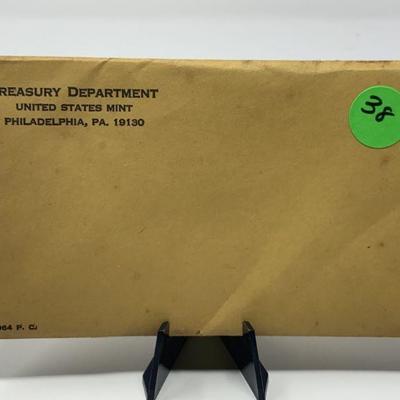 REASURY DEPARTMENT
UNITED STATES MINT
PHILADELPHIA, PA. 19130
38
964 P. C.